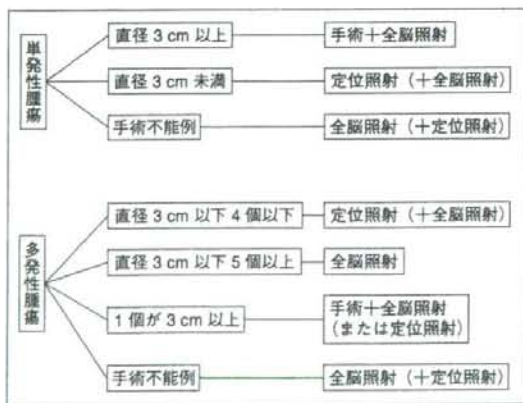 単発性腫瘍
直径 3 cm 以上
手術＋全脳照射
直径 3 cm 未満
定位照射（＋全脳照射）
手術不能例
全脳照射（＋定位照射）
多発性腫瘍
直径 3 cm 以下 4 個以下
定位照射（＋全脳照射）
直径 3 cm 以下 5 個以上
全脳照射
1 個が 3 cm 以上
手術＋全脳照射
（または定位照射）
手術不能例
全脳照射（＋定位照射）